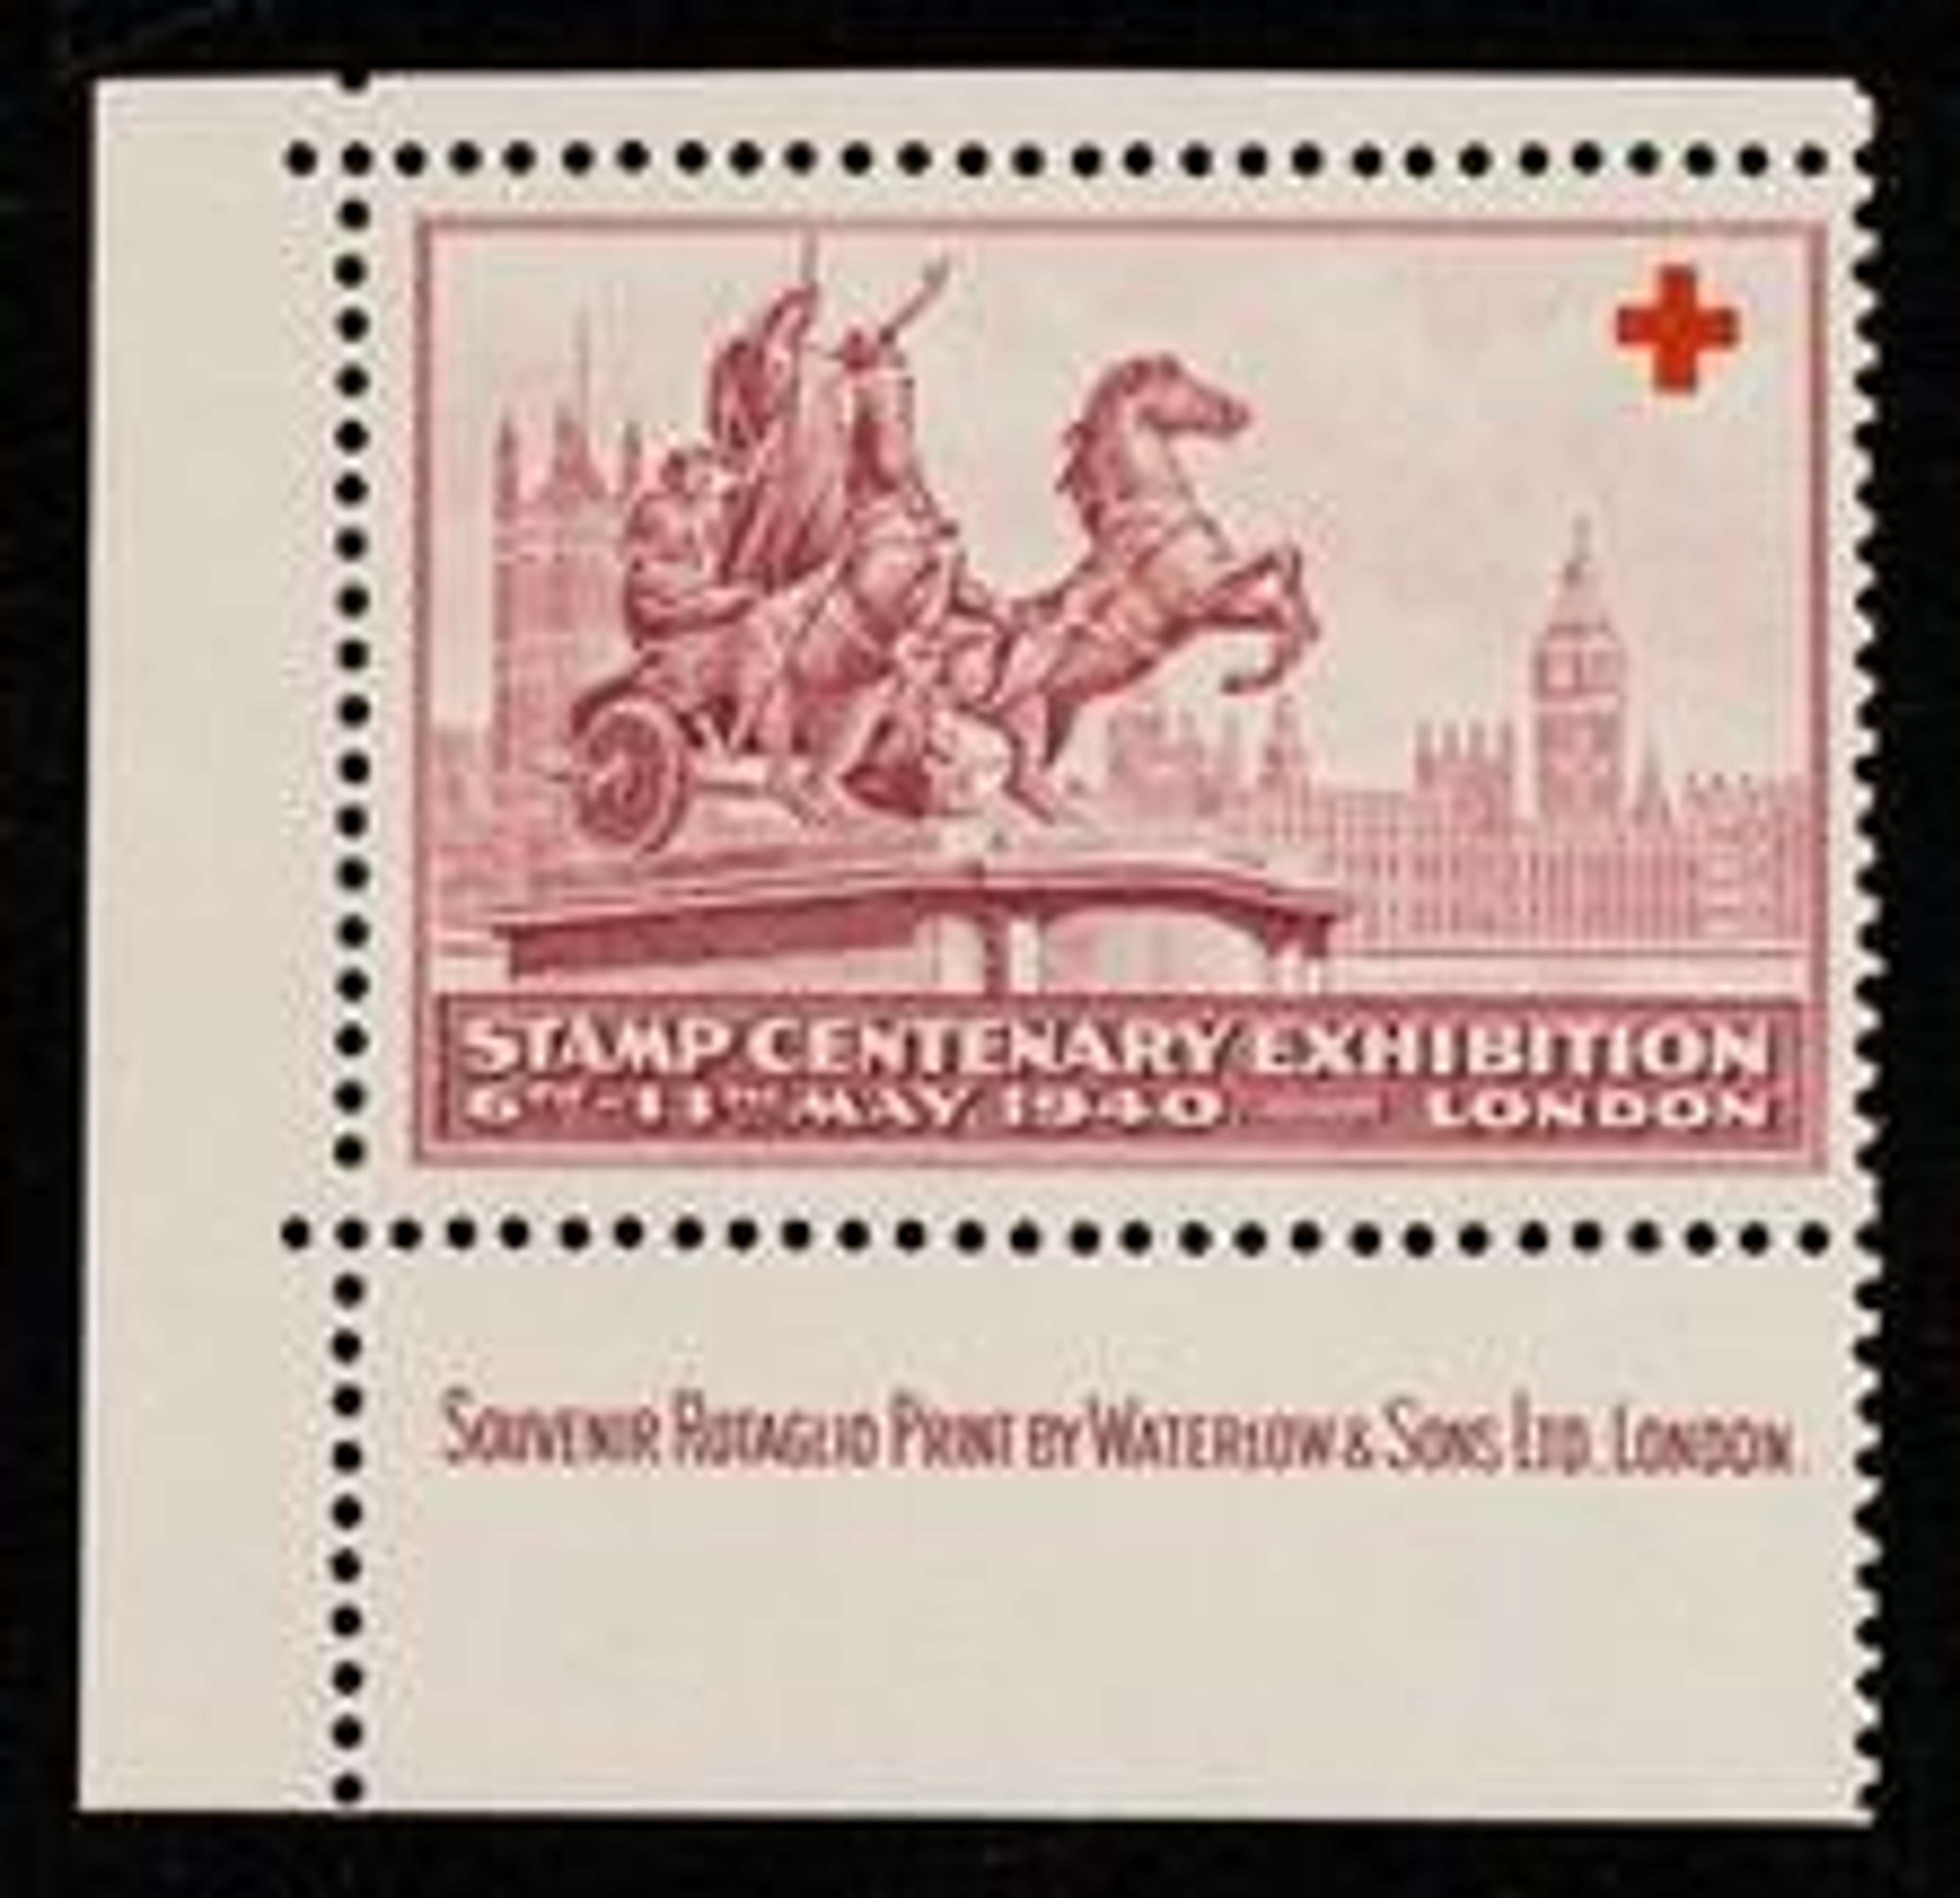 STAMP CENTENARY EXHIBITION
6TH-11TH MAY 1940 — LONDON
SOUVENIR ROTAGLIO PRINT BY WATERLOW & SONS LTD. LONDON.